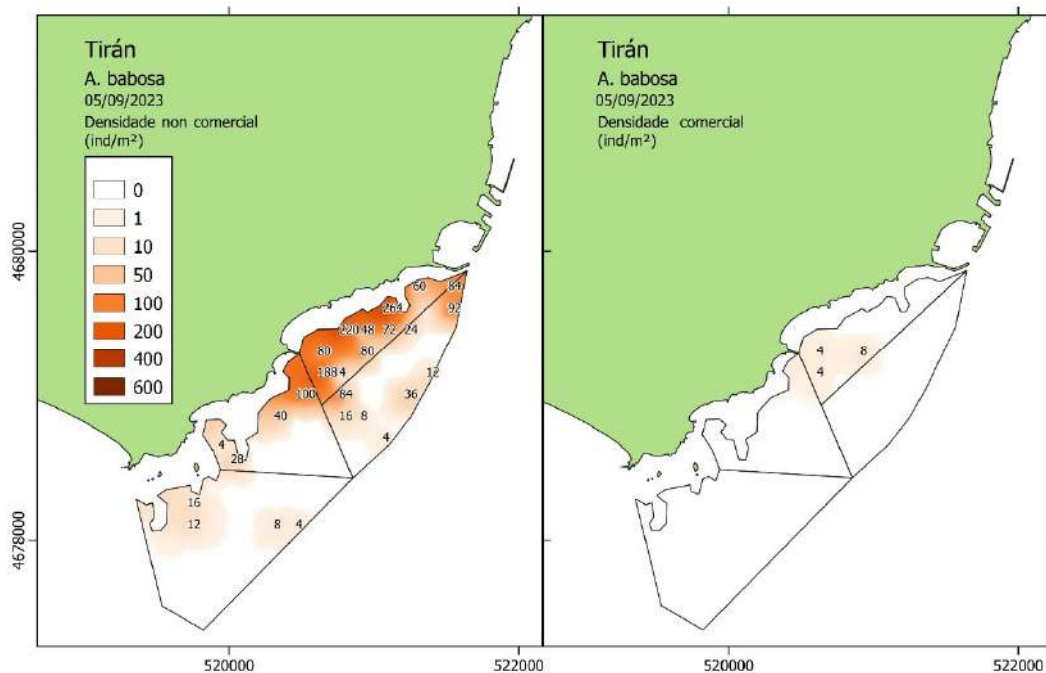 Tirán
A. babosa
05/09/2023
Densidade non comercial
(ind/m²)
0
1
10
50
100
200
400
600
60
84
264
92
220 48 72 24
80 80
188 4 12
100 84 36
40 16 8
4 4
28
16
12 8 4
4680000
4678000
520000
522000
Tirán
A. babosa
05/09/2023
Densidade comercial
(ind/m²)
4 8
4
520000
522000